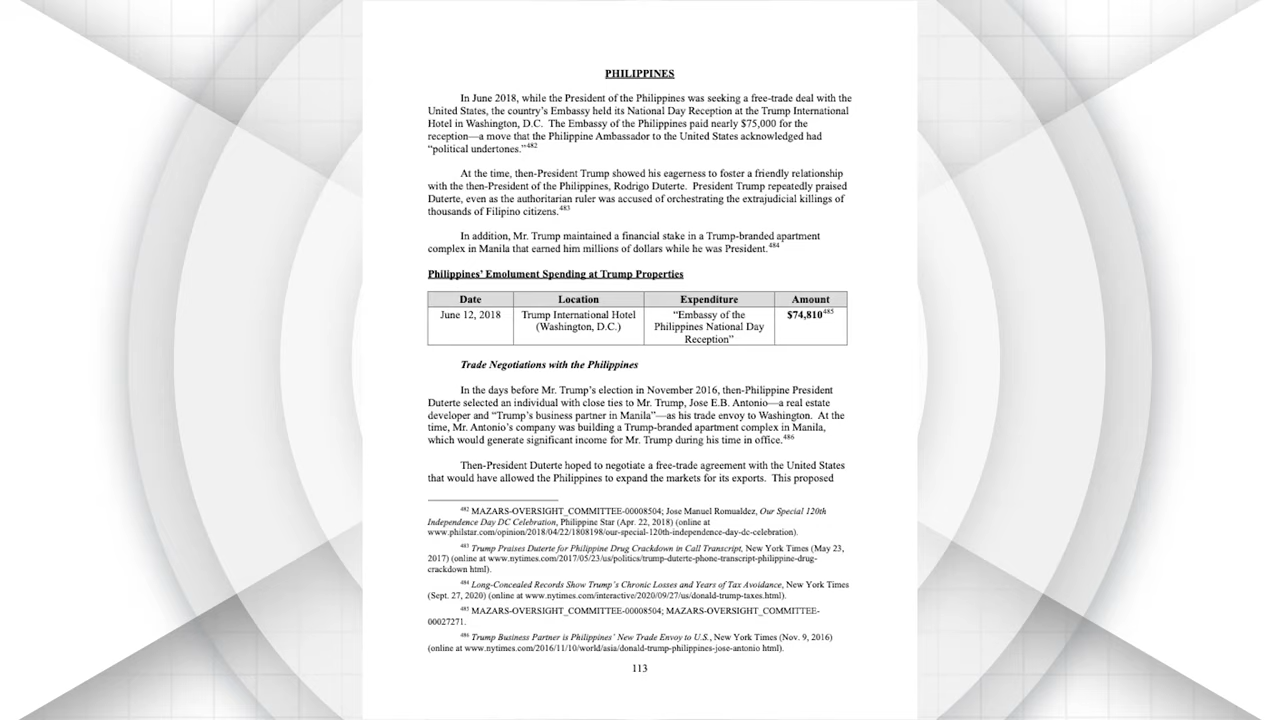 PHILIPPINES
In June 2018, while the President of the Philippines was seeking a free-trade deal with the
United States, the country's Embassy held its National Day Reception at the Trump International
Hotel in Washington, D.C.  The Embassy of the Philippines paid nearly $75,000 for the
reception—a move that the Philippine Ambassador to the United States acknowledged had
“political undertones.”482
At the time, then-President Trump showed his eagerness to foster a friendly relationship
with the then-President of the Philippines, Rodrigo Duterte.  President Trump repeatedly praised
Duterte, even as the authoritarian ruler was accused of orchestrating the extrajudicial killings of
thousands of Filipino citizens.483
In addition, Mr. Trump maintained a financial stake in a Trump-branded apartment
complex in Manila that earned him millions of dollars while he was President.484
Philippines' Emolument Spending at Trump Properties
Date Location Expenditure Amount
June 12, 2018 Trump International Hotel “Embassy of the $74,810485
(Washington, D.C.) Philippines National Day
Reception”
Trade Negotiations with the Philippines
In the days before Mr. Trump's election in November 2016, then-Philippine President
Duterte selected an individual with close ties to Mr. Trump, Jose E.B. Antonio—a real estate
developer and “Trump's business partner in Manila”—as his trade envoy to Washington.  At the
time, Mr. Antonio's company was building a Trump-branded apartment complex in Manila,
which would generate significant income for Mr. Trump during his time in office.486
Then-President Duterte hoped to negotiate a free-trade agreement with the United States
that would have allowed the Philippines to expand the markets for its exports.  This proposed
482 MAZARS-OVERSIGHT_COMMITTEE-00008504; Jose Manuel Romualdez, Our Special 120th
Independence Day DC Celebration, Philippine Star (Apr. 22, 2018) (online at
www.philstar.com/opinion/2018/04/22/1808198/our-special-120th-independence-day-dc-celebration).
483 Trump Praises Duterte for Philippine Drug Crackdown in Call Transcript, New York Times (May 23,
2017) (online at www.nytimes.com/2017/05/23/us/politics/trump-duterte-phone-transcript-philippine-drug-
crackdown html).
484 Long-Concealed Records Show Trump's Chronic Losses and Years of Tax Avoidance, New York Times
(Sept. 27, 2020) (online at www.nytimes.com/interactive/2020/09/27/us/donald-trump-taxes.html).
485 MAZARS-OVERSIGHT_COMMITTEE-00008504; MAZARS-OVERSIGHT_COMMITTEE-
00027271.
486 Trump Business Partner is Philippines' New Trade Envoy to U.S., New York Times (Nov. 9, 2016)
(online at www.nytimes.com/2016/11/10/world/asia/donald-trump-philippines-jose-antonio html).
113